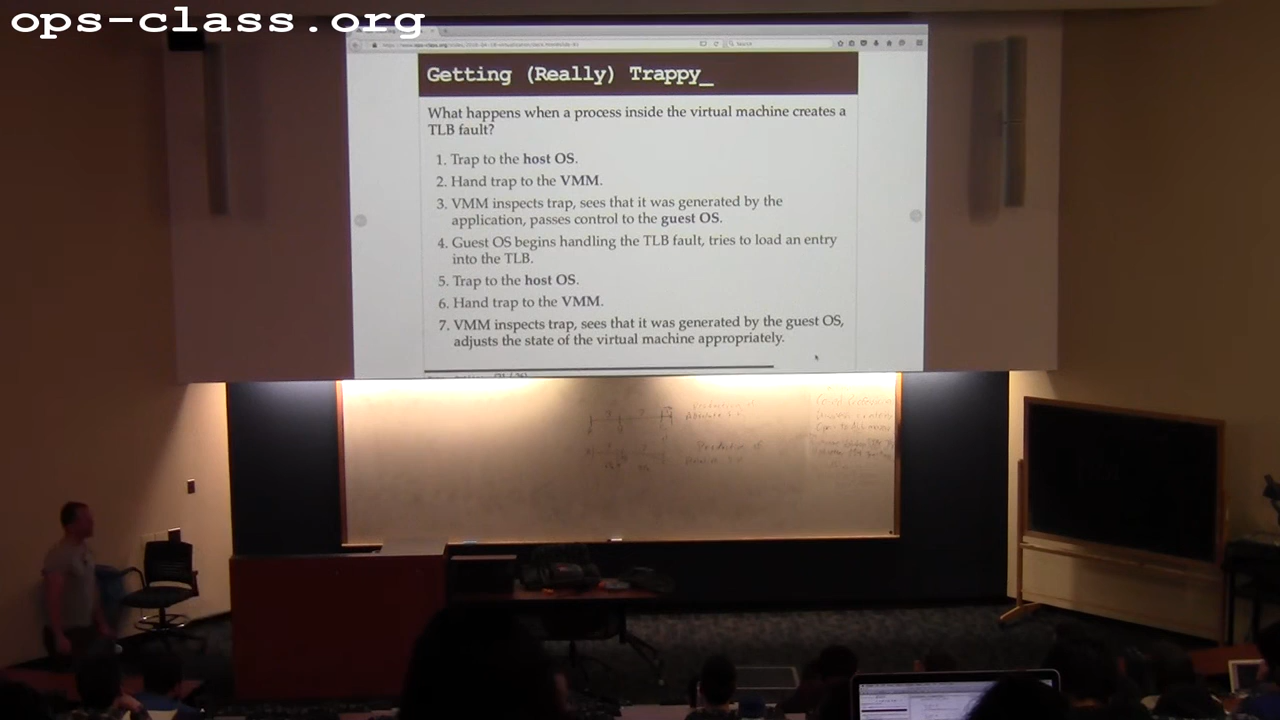 ops-class.org
Getting (Really) Trappy_
What happens when a process inside the virtual machine creates a
TLB fault?
1. Trap to the host OS.
2. Hand trap to the VMM.
3. VMM inspects trap, sees that it was generated by the
application, passes control to the guest OS.
4. Guest OS begins handling the TLB fault, tries to load an entry
into the TLB.
5. Trap to the host OS.
6. Hand trap to the VMM.
7. VMM inspects trap, sees that it was generated by the guest OS,
adjusts the state of the virtual machine appropriately.